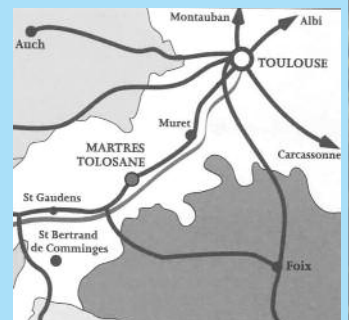 Montauban
Albi
Auch
TOULOUSE
Muret
Carcassonne
MARTRES
TOLOSANE
St Gaudens
St Bertrand
de Comminges
Foix